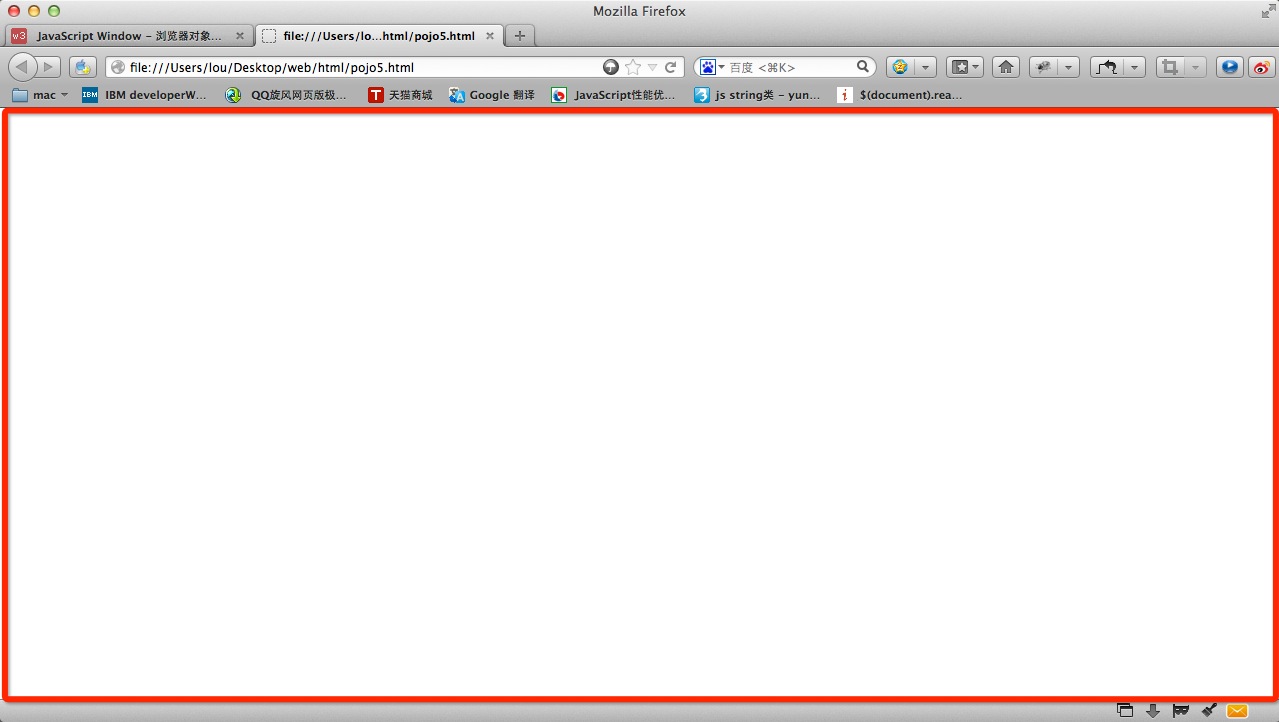 Mozilla Firefox
w3 JavaScript Window – 浏览器对象... file:///Users/lo...html/pojo5.html
file:///Users/lou/Desktop/web/html/pojo5.html 百度 <⌘K>
mac IBM IBM developerW... QQ旋风网页版极... T 天猫商城 Google 翻译 JavaScript性能优... js string类 – yun... i $(document).rea...